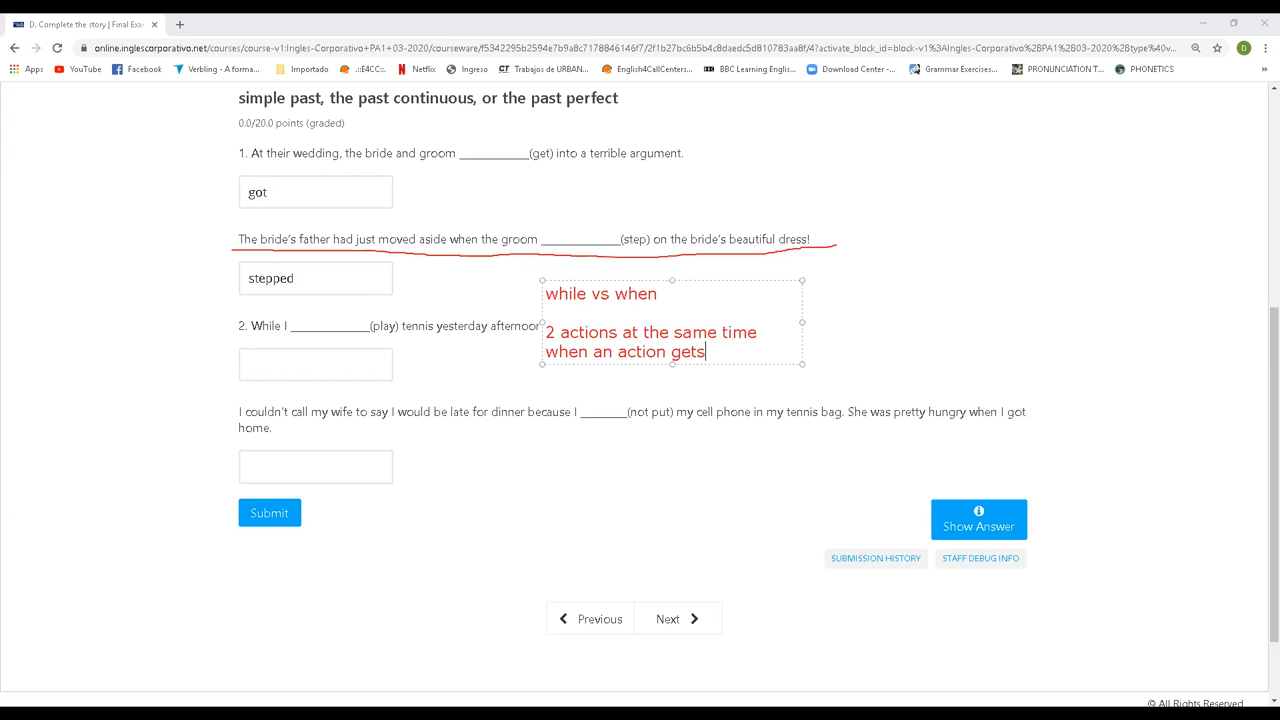 D. Complete the story | Final Exa
online.inglescorporativo.net/courses/course-v1:Ingles-Corporativo+PA1+03-2020/courseware/f5342295b2594e7b9a8c7178846146f7/2f1b27bc6b5b4c8daedc5d810783aa8f/4?activate_block_id=block-v1%3AIngles-Corporativo%2BPA1%2B03-2020%2Btype%40v...
D
Apps YouTube Facebook Verbling - A forma... Importado .::E4CC::. Netflix Ingreso Trabajos de URBAN... English4CallCenters... BBC Learning Englis... Download Center -... Grammar Exercises... PRONUNCIATION T... PHONETICS »
simple past, the past continuous, or the past perfect
0.0/20.0 points (graded)
1. At their wedding, the bride and groom ____________(get) into a terrible argument.
got
The bride's father had just moved aside when the groom ______________(step) on the bride's beautiful dress!
stepped
while vs when
2. While I ______________(play) tennis yesterday afternoon
2 actions at the same time
when an action gets
I couldn't call my wife to say I would be late for dinner because I ________(not put) my cell phone in my tennis bag. She was pretty hungry when I got
home.
Submit
Show Answer
SUBMISSION HISTORY STAFF DEBUG INFO
Previous Next
© All Rights Reserved